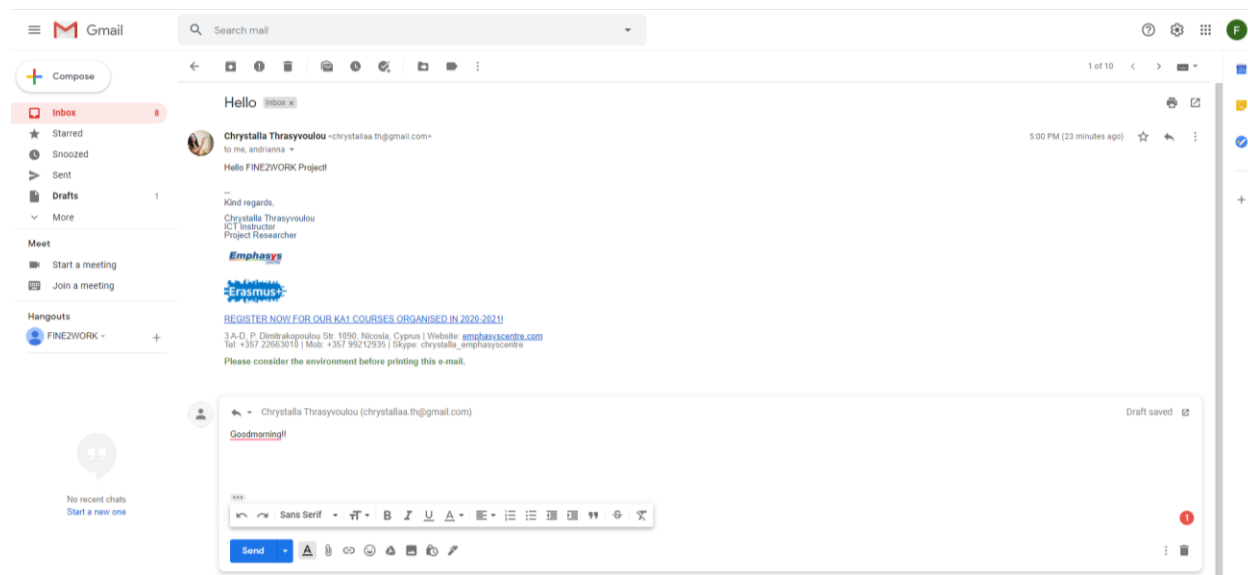 Gmail
Search mail
F
Compose
1 of 10
Inbox 8
Starred
Snoozed
Sent
Drafts 1
More
Meet
Start a meeting
Join a meeting
Hangouts
FINE2WORK
No recent chats
Start a new one
Hello Inbox x
Chrystalla Thrasyvoulou <chrystallaa.th@gmail.com>
5:00 PM (23 minutes ago)
to me, andrianna
Hello FINE2WORK Project!
--
Kind regards,
Chrystalla Thrasyvoulou
ICT Instructor
Project Researcher
Emphasys
Erasmus+
REGISTER NOW FOR OUR KA1 COURSES ORGANISED IN 2020-2021!
3 A-D, P. Dimitrakopoulou Str. 1090, Nicosia, Cyprus | Website: emphasyscentre.com
Tel: +357 22663010 | Mob: +357 99212935 | Skype: chrystalla_emphasyscentre
Please consider the environment before printing this e-mail.
Chrystalla Thrasyvoulou (chrystallaa.th@gmail.com)
Draft saved
Goodmorning!!
Sans Serif
1
Send